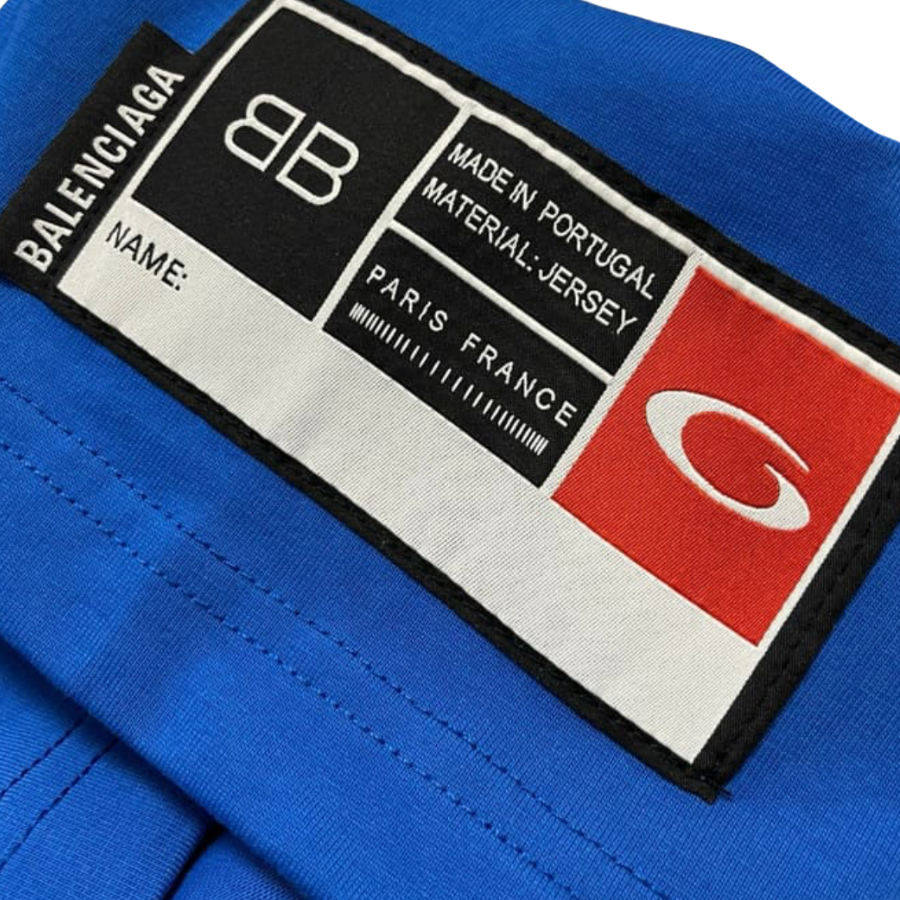 BALENCIAGA
BB
NAME:
MADE IN PORTUGAL
MATERIAL: JERSEY
PARIS FRANCE
G